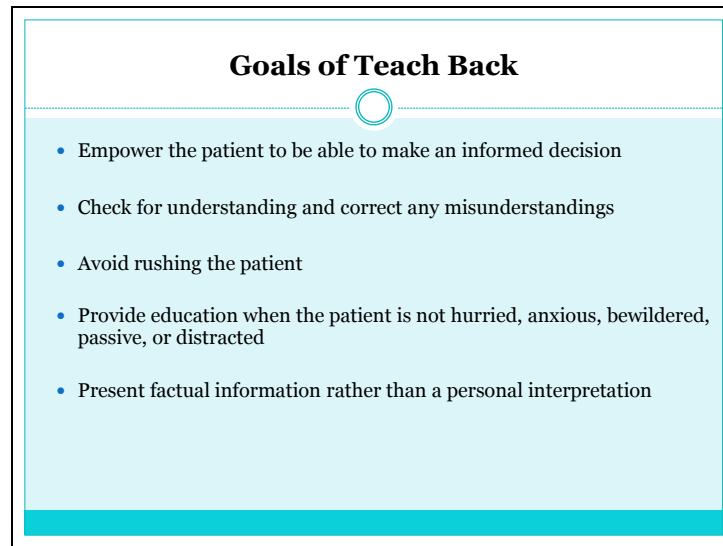 Goals of Teach Back
• Empower the patient to be able to make an informed decision
• Check for understanding and correct any misunderstandings
• Avoid rushing the patient
• Provide education when the patient is not hurried, anxious, bewildered,
passive, or distracted
• Present factual information rather than a personal interpretation